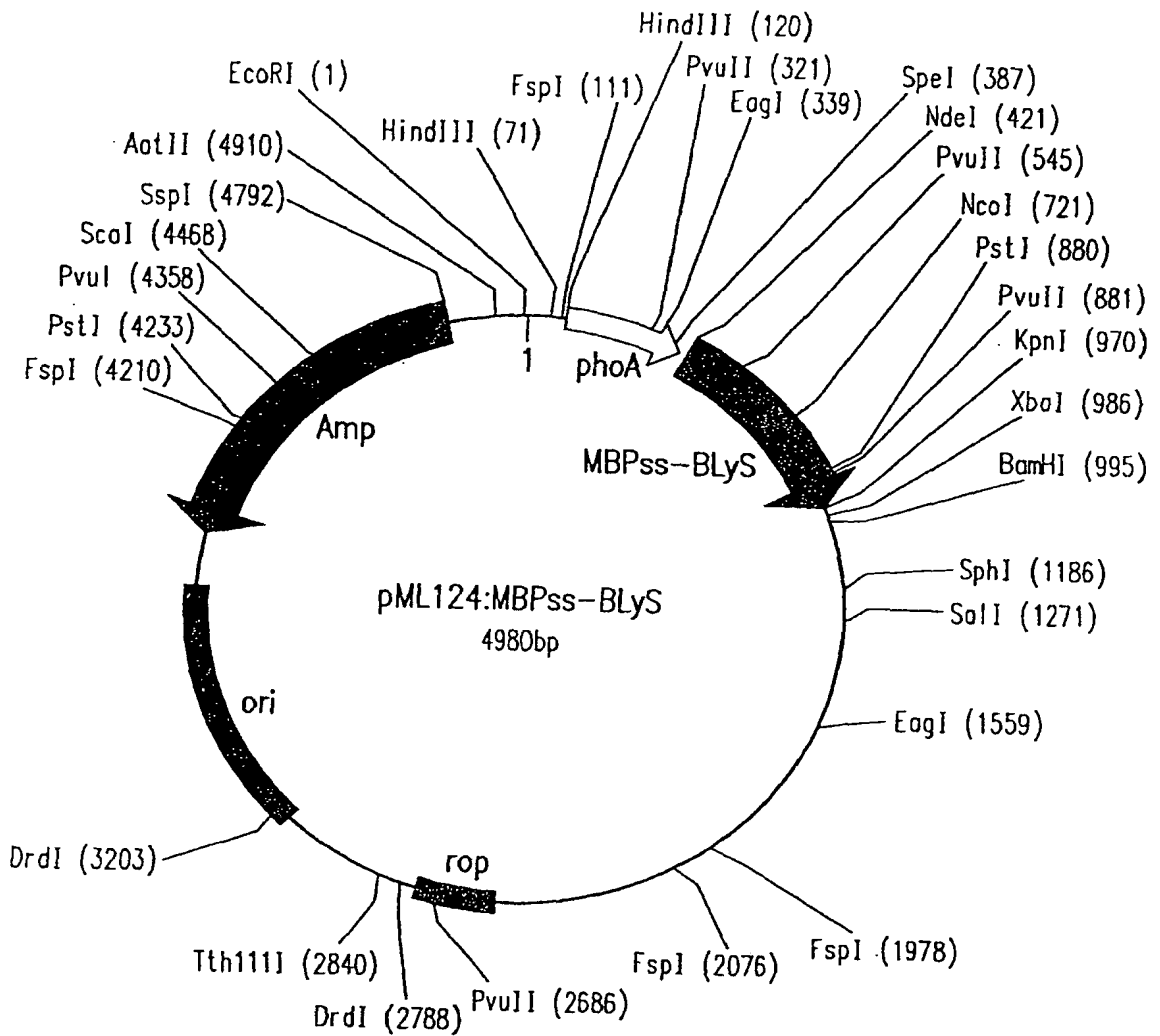 HindIII (120)
EcoRI (1)
FspI (111)
PvuII (321)
EagI (339)
SpeI (387)
HindIII (71)
NdeI (421)
AatII (4910)
PvuII (545)
SspI (4792)
NcoI (721)
ScaI (4468)
PstI (880)
PvuI (4358)
PvuII (881)
PstI (4233)
KpnI (970)
FspI (4210)
1
phoA
XbaI (986)
Amp
MBPss-BLyS
BamHI (995)
SphI (1186)
pML124:MBPss-BLyS
SalI (1271)
4980bp
ori
EagI (1559)
DrdI (3203)
rop
Tth111I (2840)
FspI (2076)
FspI (1978)
PvuII (2686)
DrdI (2788)